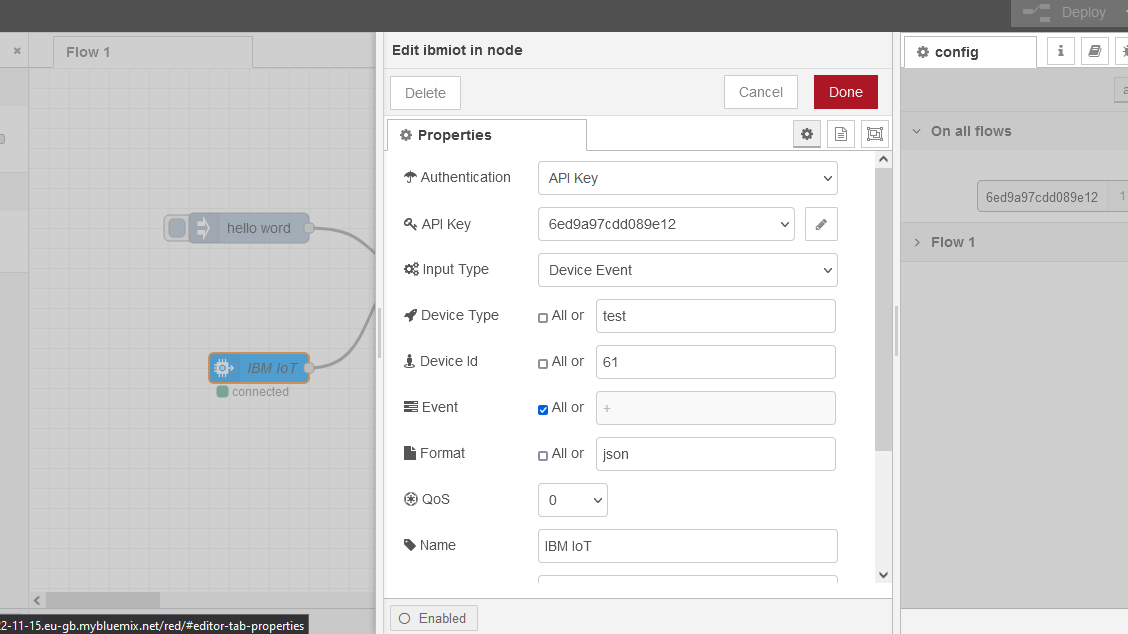 Deploy
Flow 1
Edit ibmiot in node
config
Delete
Cancel
Done
Properties
On all flows
Authentication
API Key
6ed9a97cdd089e12
1
hello word
API Key
6ed9a97cdd089e12
Flow 1
Input Type
Device Event
Device Type
All or
test
IBM IoT
connected
Device Id
All or
61
Event
All or
+
Format
All or
json
QoS
0
Name
IBM IoT
Enabled
2-11-15.eu-gb.mybluemix.net/red/#editor-tab-properties